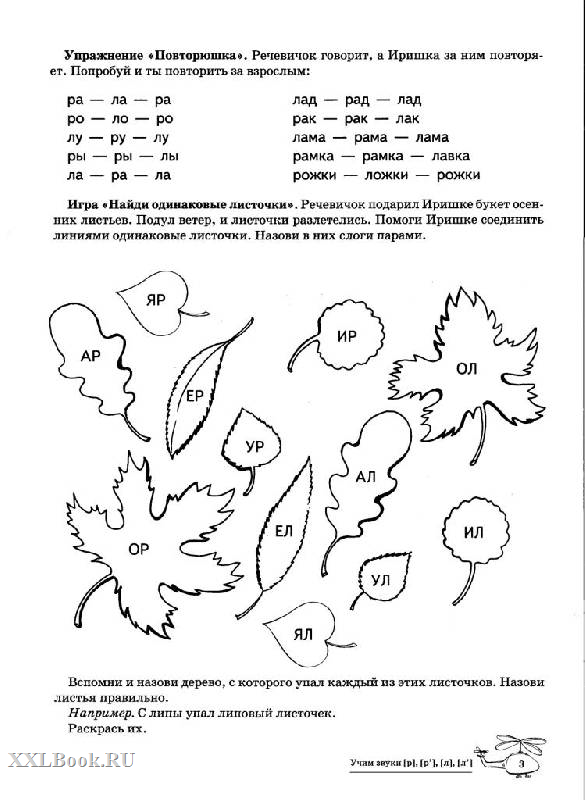 Упражнение «Повторюшка». Речевичок говорит, а Иришка за ним повторя-
ет. Попробуй и ты повторить за взрослым:
ра — ла — ра
ро — ло — ро
лу — ру — лу
ры — ры — лы
ла — ра — ла
лад — рад — лад
рак — рак — лак
лама — рама — лама
рамка — рамка — лавка
рожки — ложки — рожки
Игра «Найди одинаковые листочки». Речевичок подарил Иришке букет осен-
них листьев. Подул ветер, и листочки разлетелись. Помоги Иришке соединить
линиями одинаковые листочки. Назови в них слоги парами.
ЯР
АР
ИР
ОЛ
ЕР
УР
АЛ
ОР
ЕЛ
ИЛ
УЛ
ЯЛ
Вспомни и назови дерево, с которого упал каждый из этих листочков. Назови
листья правильно.
Например. С липы упал липовый листочек.
Раскрась их.
Учим звуки [р], [р'], [л], [л']
3
XXLBook.RU